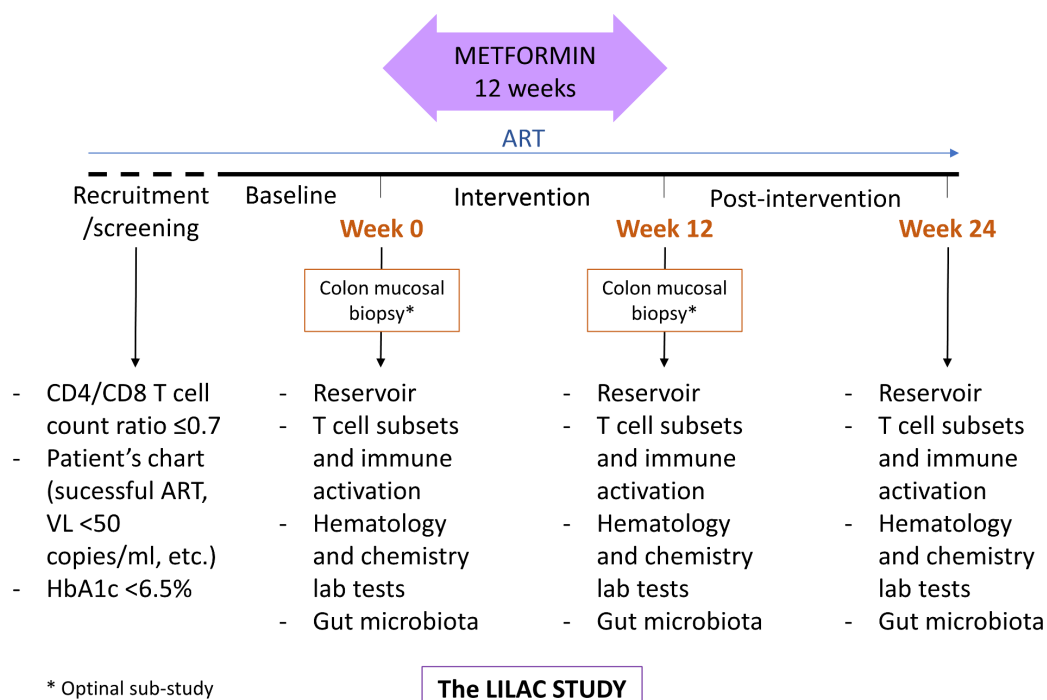 METFORMIN
12 weeks
ART
Recruitment
/screening
Baseline
Intervention
Post-intervention
Week 0
Week 12
Week 24
Colon mucosal
biopsy*
Colon mucosal
biopsy*
- CD4/CD8 T cell
count ratio ≤0.7
- Patient's chart
(sucessful ART,
VL <50
copies/ml, etc.)
- HbA1c <6.5%
- Reservoir
- T cell subsets
and immune
activation
- Hematology
and chemistry
lab tests
- Gut microbiota
- Reservoir
- T cell subsets
and immune
activation
- Hematology
and chemistry
lab tests
- Gut microbiota
- Reservoir
- T cell subsets
and immune
activation
- Hematology
and chemistry
lab tests
- Gut microbiota
* Optinal sub-study
The LILAC STUDY